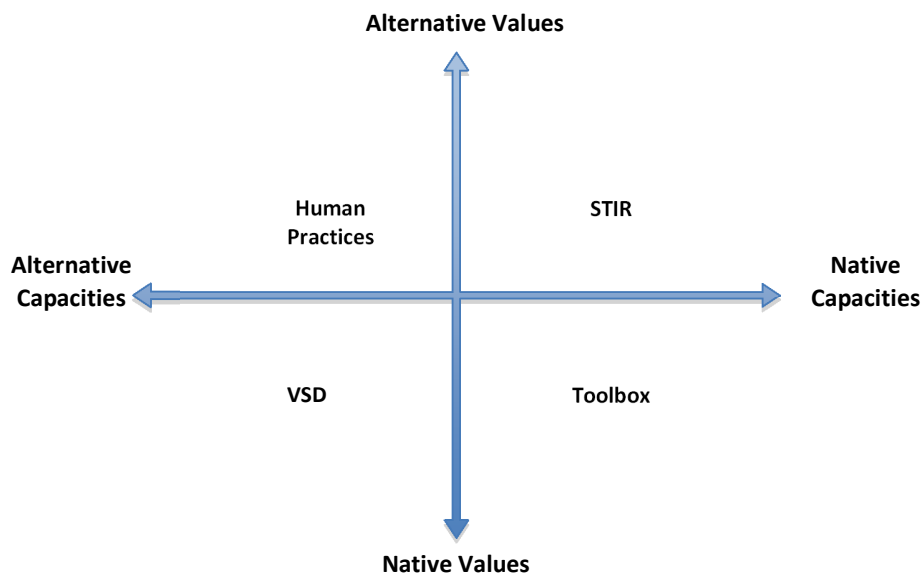 Alternative Values
Human
Practices
STIR
Alternative
Capacities
Native
Capacities
VSD
Toolbox
Native Values